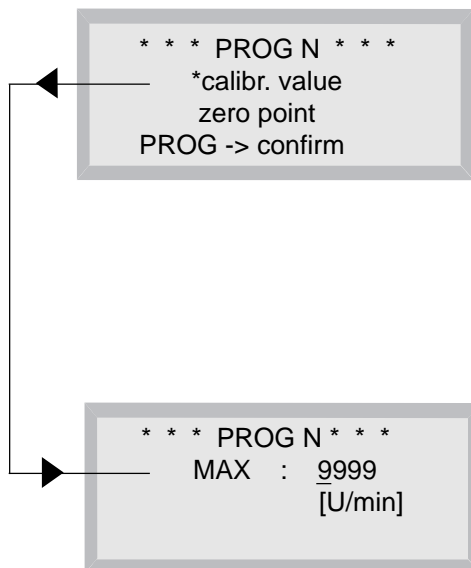 * * * PROG N * * *
*calibr. value
zero point
PROG -> confirm
* * * PROG N * * *
MAX : 9999
[U/min]